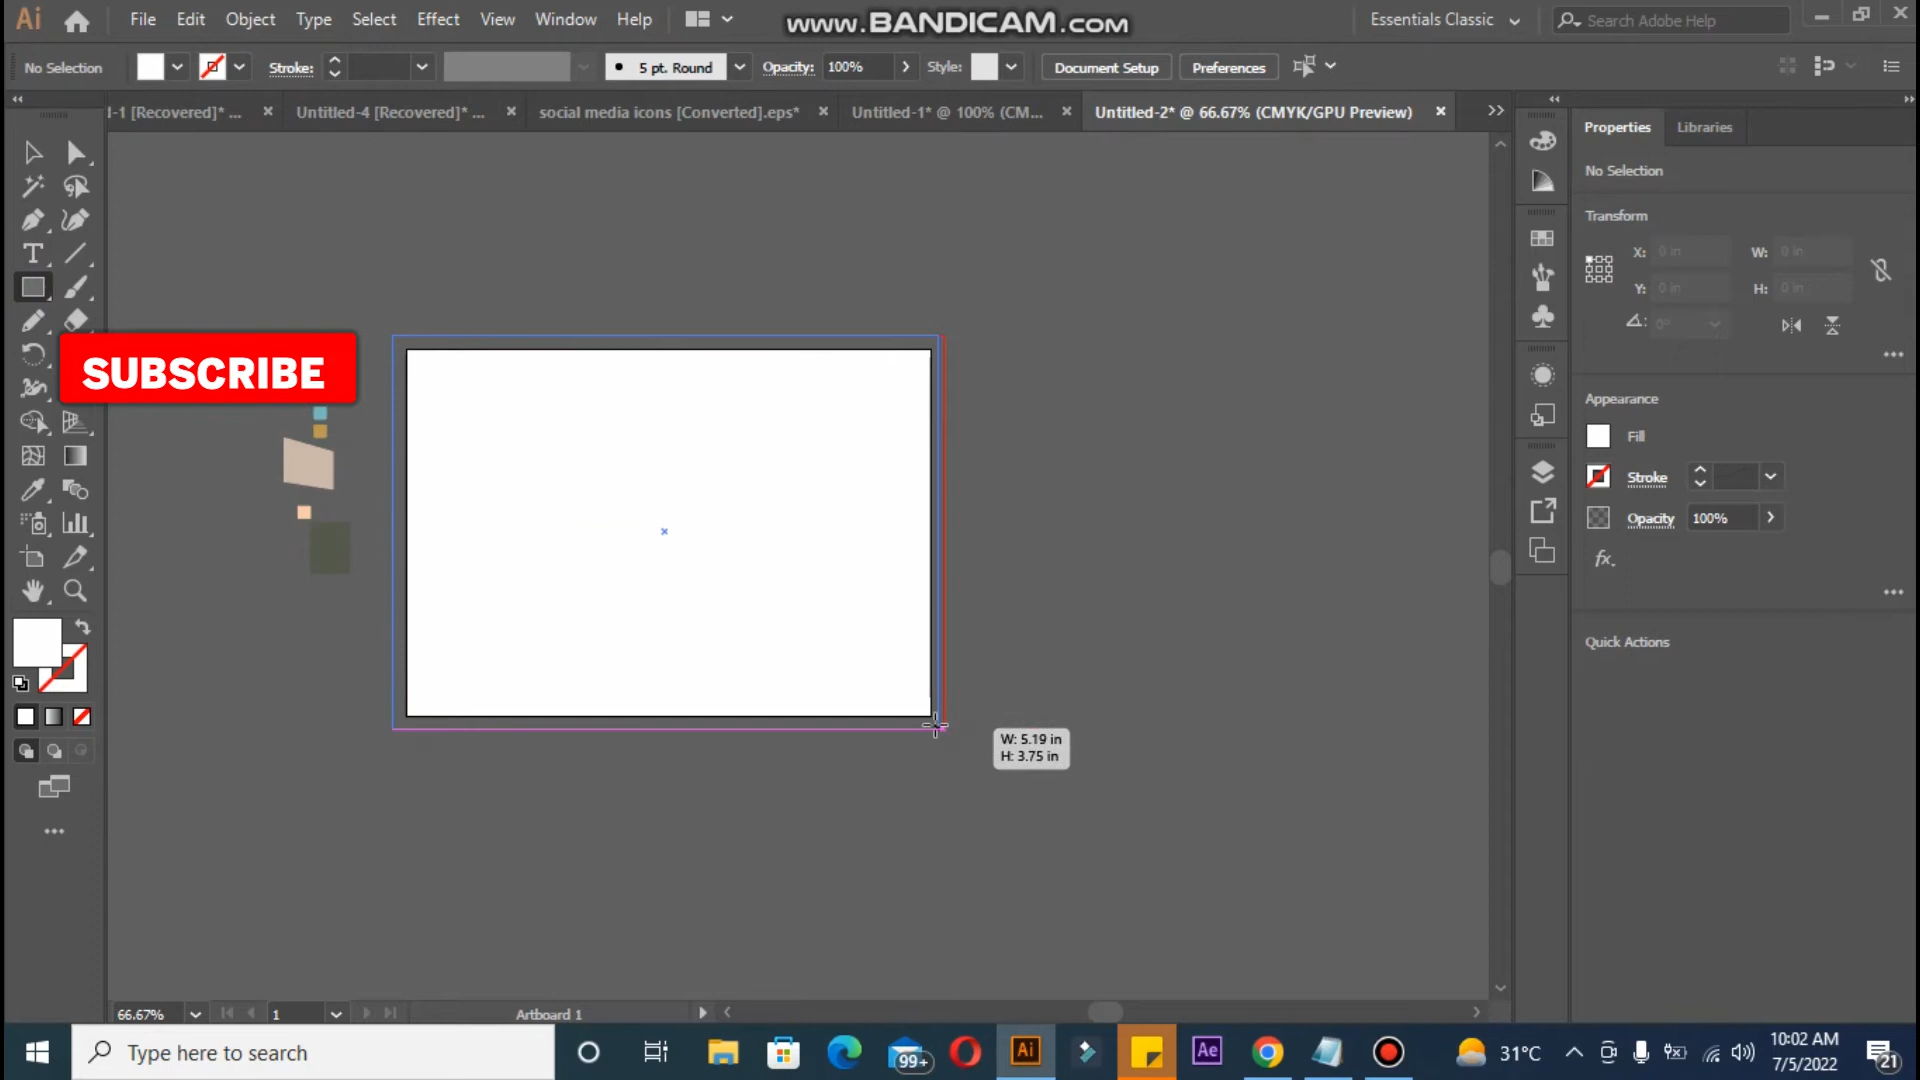 Ai File Edit Object Type Select Effect View Window Help www.BANDICAM.com Essentials Classic Search Adobe Help
No Selection Stroke: 5 pt. Round Opacity: 100% Style: Document Setup Preferences
l-1 [Recovered]* ... Untitled-4 [Recovered]* ... social media icons [Converted].eps* Untitled-1* @ 100% (CM... Untitled-2* @ 66.67% (CMYK/GPU Preview)
Properties Libraries
No Selection
Transform
X: 0 in W: 0 in
Y: 0 in H: 0 in
0°
SUBSCRIBE
Appearance
Fill
Stroke
Opacity 100%
fx.
Quick Actions
W: 5.19 in
H: 3.75 in
66.67% 1 Artboard 1
Type here to search 99+ Ai Ae 31°C 10:02 AM
7/5/2022 21